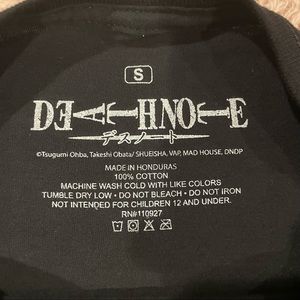 S
DEATHNOTE
デスノート
©Tsugumi Ohba, Takeshi Obata/ SHUEISHA, VAP, MAD HOUSE, DNDP
MADE IN HONDURAS
100% COTTON
MACHINE WASH COLD WITH LIKE COLORS
TUMBLE DRY LOW • DO NOT BLEACH • DO NOT IRON
NOT INTENDED FOR CHILDREN 12 AND UNDER.
RN#110927